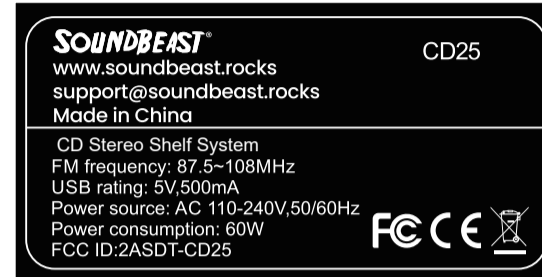 SOUNDBEAST®
CD25
www.soundbeast.rocks
support@soundbeast.rocks
Made in China
CD Stereo Shelf System
FM frequency: 87.5~108MHz
USB rating: 5V,500mA
Power source: AC 110-240V,50/60Hz
Power consumption: 60W
FCC ID:2ASDT-CD25
FC CE